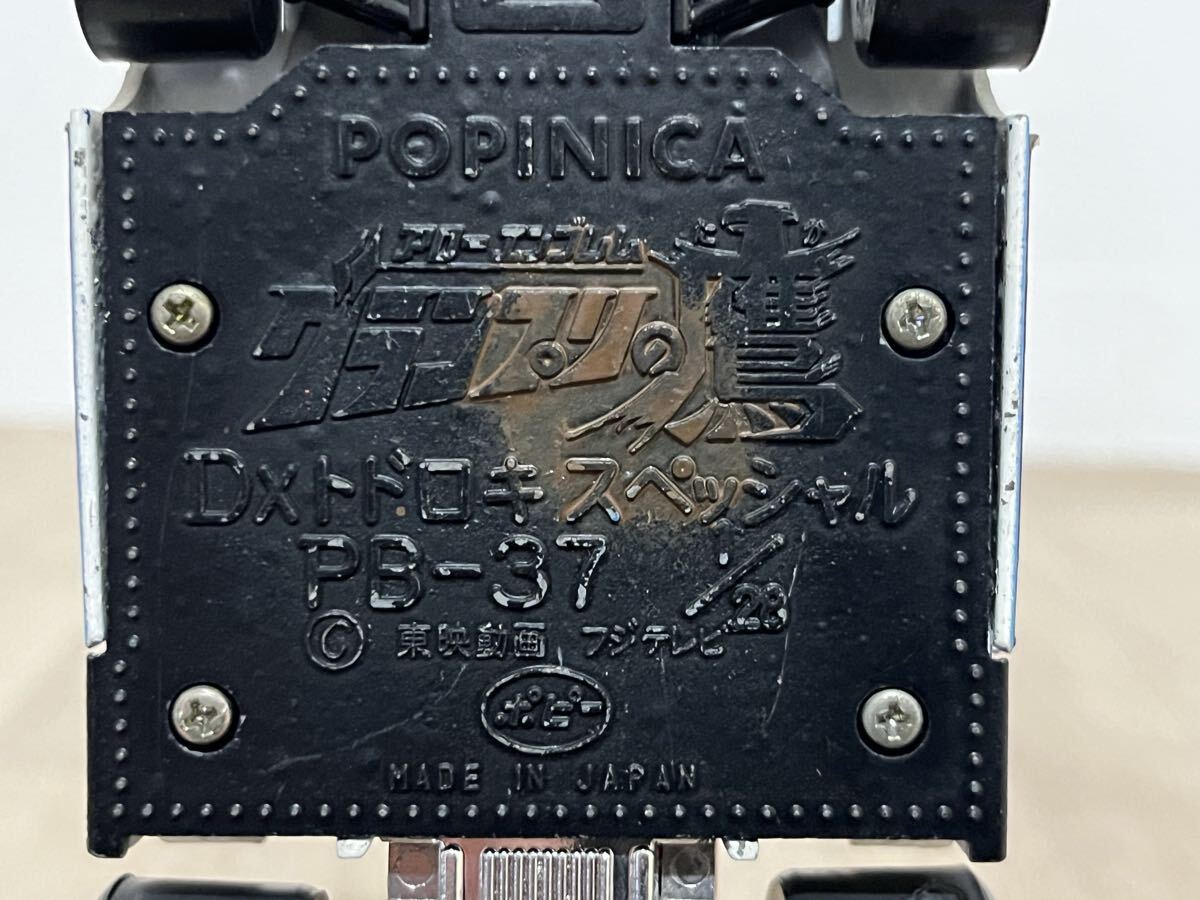 POPINICA
アローエンブレム
グランプリの鷹
たか
Dxトドロキスペッシャル
PB-37 1/28
© 東映動画 フジテレビ
ポピー
MADE IN JAPAN